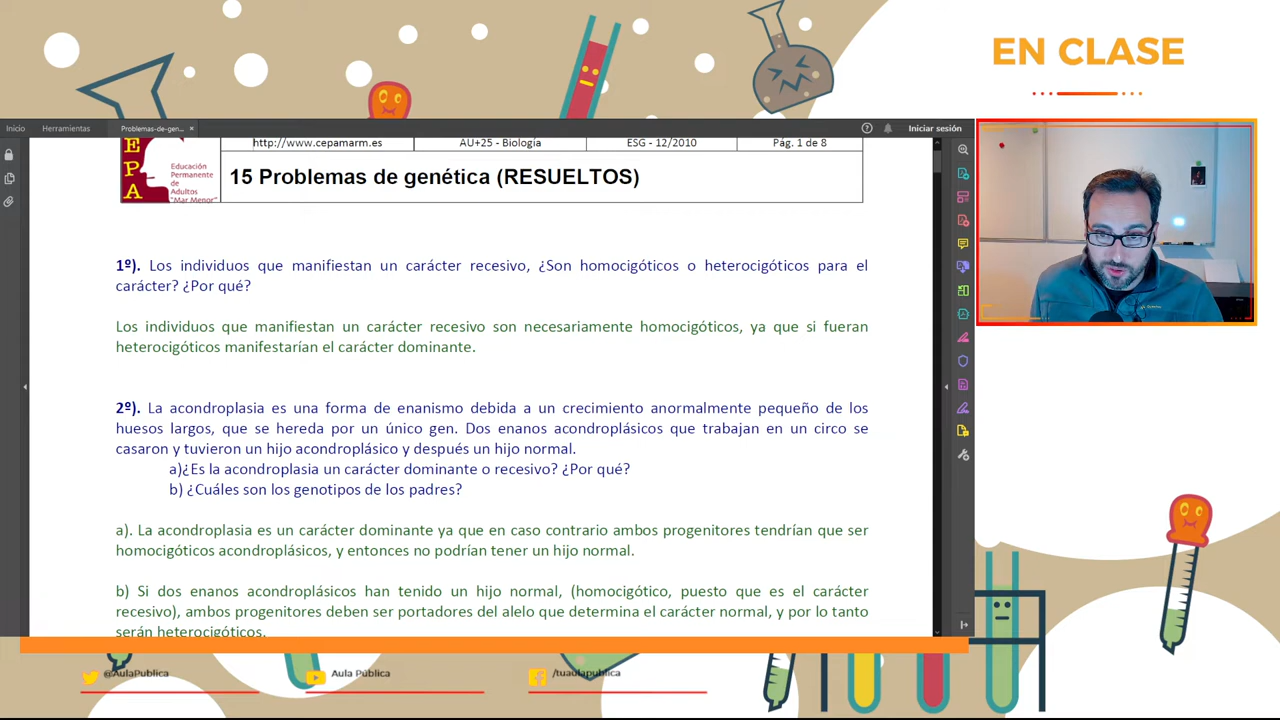 EN CLASE
Inicio
Herramientas
Problemas-de-gen...
×
Iniciar sesión
E
P
A
Educación
Permanente
de
Adultos
"Mar Menor"
http://www.cepamarm.es
AU+25 - Biología
ESG - 12/2010
Pág. 1 de 8
15 Problemas de genética (RESUELTOS)
1º). Los individuos que manifiestan un carácter recesivo, ¿Son homocigóticos o heterocigóticos para el
carácter? ¿Por qué?
Los individuos que manifiestan un carácter recesivo son necesariamente homocigóticos, ya que si fueran
heterocigóticos manifestarían el carácter dominante.
2º). La acondroplasia es una forma de enanismo debida a un crecimiento anormalmente pequeño de los
huesos largos, que se hereda por un único gen. Dos enanos acondroplásicos que trabajan en un circo se
casaron y tuvieron un hijo acondroplásico y después un hijo normal.
a)¿Es la acondroplasia un carácter dominante o recesivo? ¿Por qué?
b) ¿Cuáles son los genotipos de los padres?
a). La acondroplasia es un carácter dominante ya que en caso contrario ambos progenitores tendrían que ser
homocigóticos acondroplásicos, y entonces no podrían tener un hijo normal.
b) Si dos enanos acondroplásicos han tenido un hijo normal, (homocigótico, puesto que es el carácter
recesivo), ambos progenitores deben ser portadores del alelo que determina el carácter normal, y por lo tanto
serán heterocigóticos.
@AulaPublica
Aula Pública
/tuaulapublica